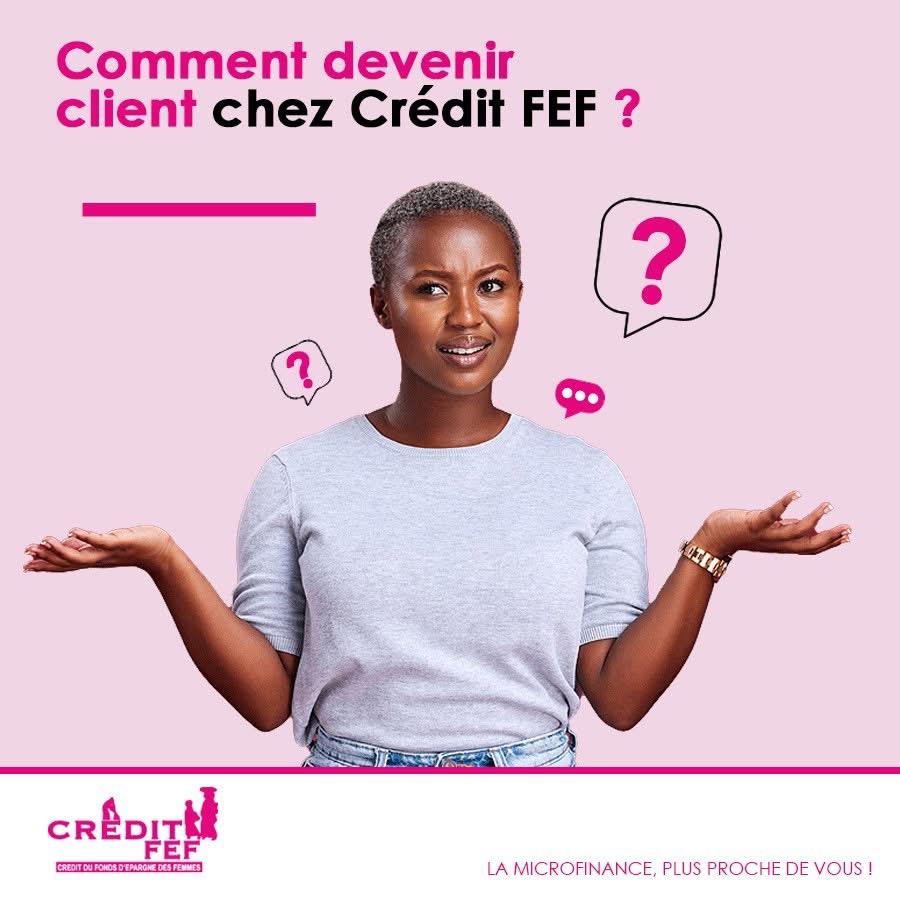 Comment devenir
client chez Crédit FEF ?
?
?
CRÉDIT
FEF
CREDIT DU FONDS D'EPARGNE DES FEMMES
LA MICROFINANCE, PLUS PROCHE DE VOUS !